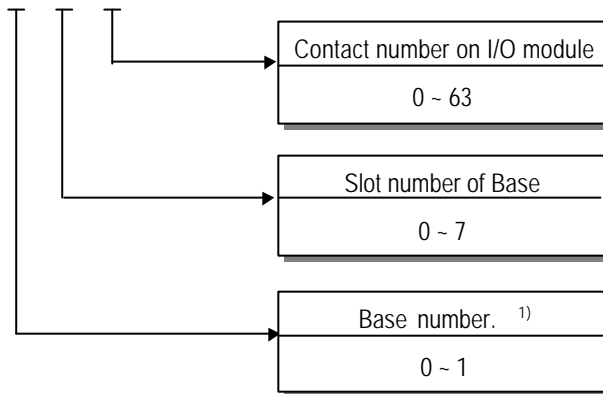 Contact number on I/O module
0 ~ 63
Slot number of Base
0 ~ 7
Base number. 1)
0 ~ 1